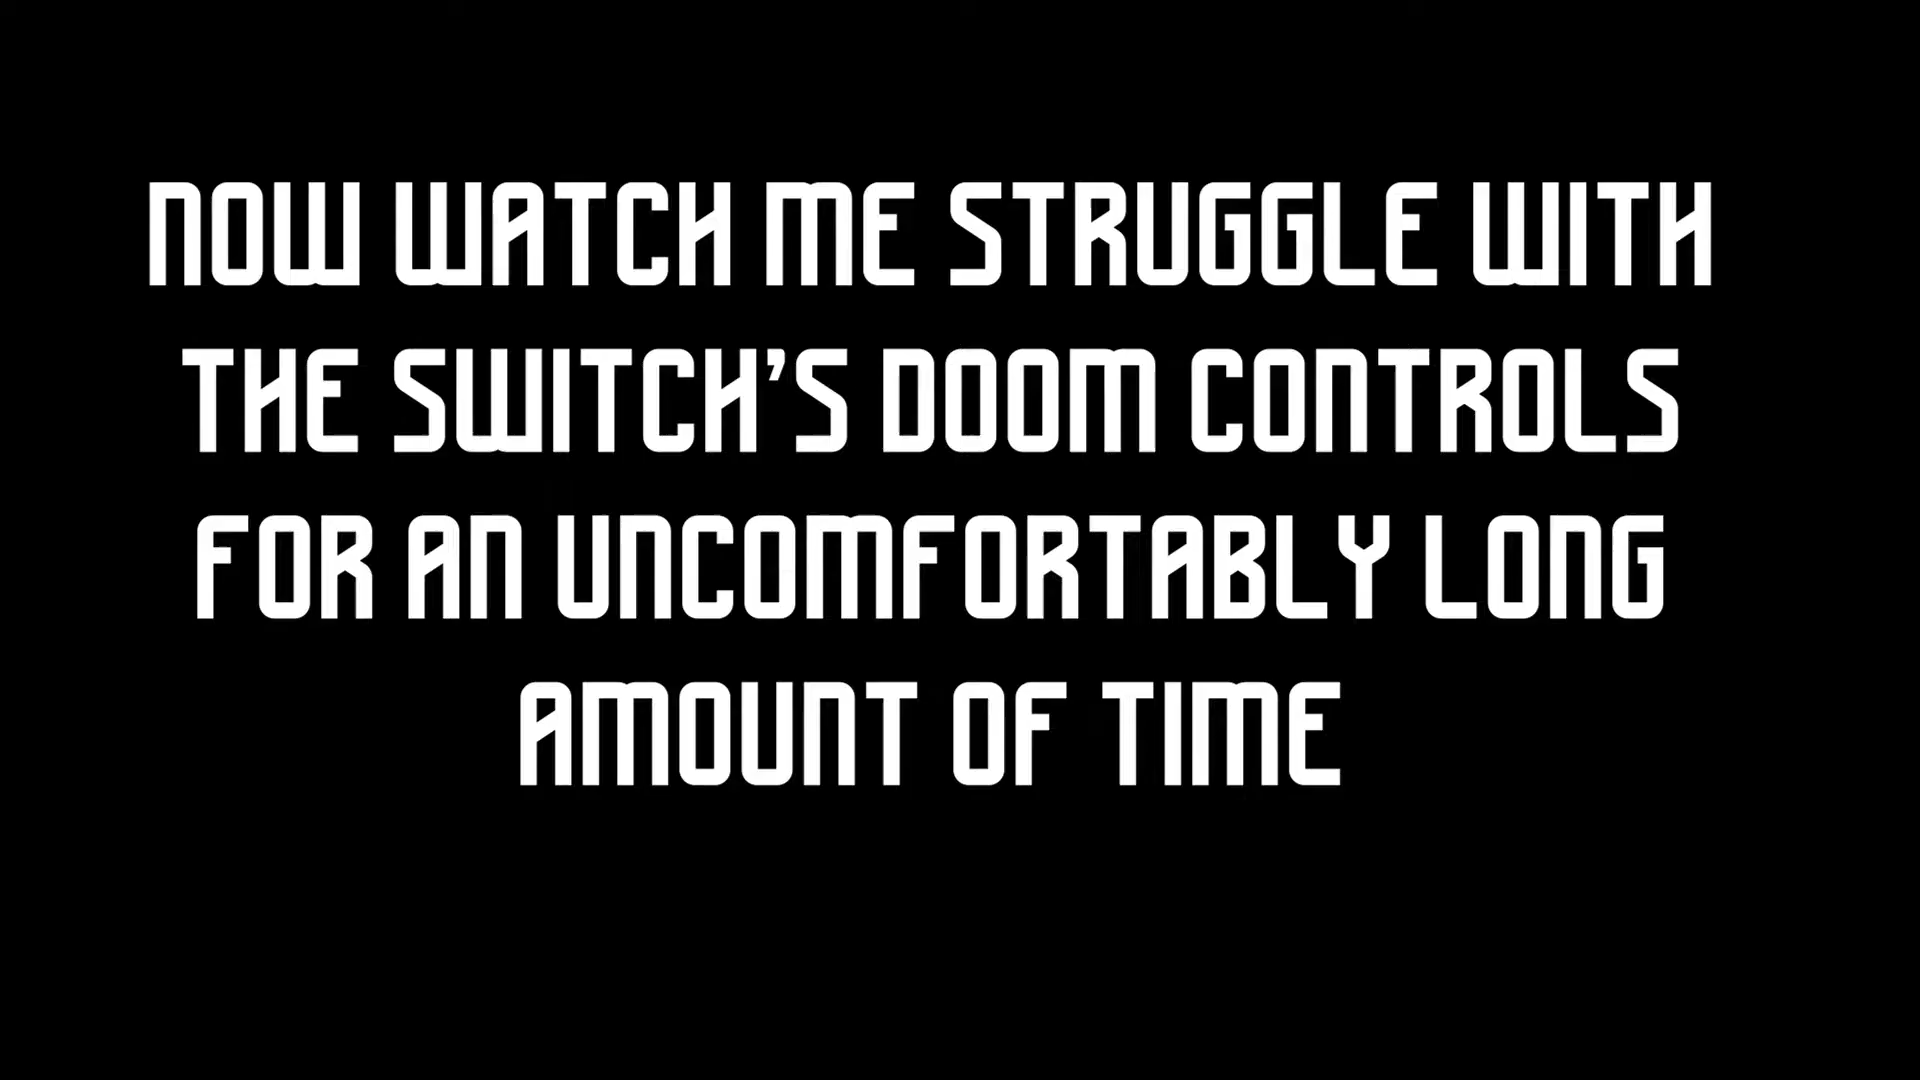 NOW WATCH ME STRUGGLE WITH
THE SWITCH'S DOOM CONTROLS
FOR AN UNCOMFORTABLY LONG
AMOUNT OF TIME